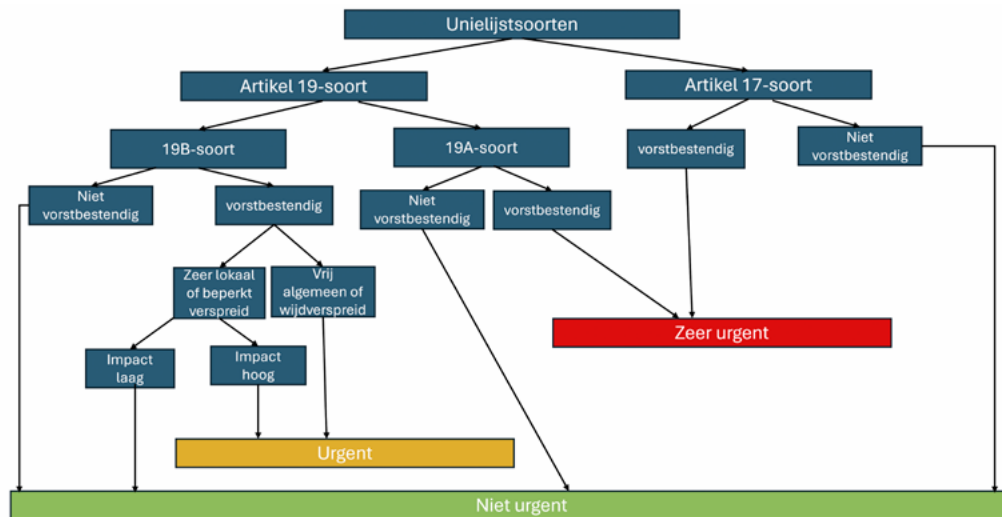 Unielijstsoorten
Artikel 19-soort
Artikel 17-soort
19B-soort
19A-soort
vorstbestendig
Niet
vorstbestendig
Niet
vorstbestendig
vorstbestendig
Niet
vorstbestendig
vorstbestendig
Zeer lokaal
of beperkt
verspreid
Vrij
algemeen of
wijdverspreid
Zeer urgent
Impact
laag
Impact
hoog
Urgent
Niet urgent